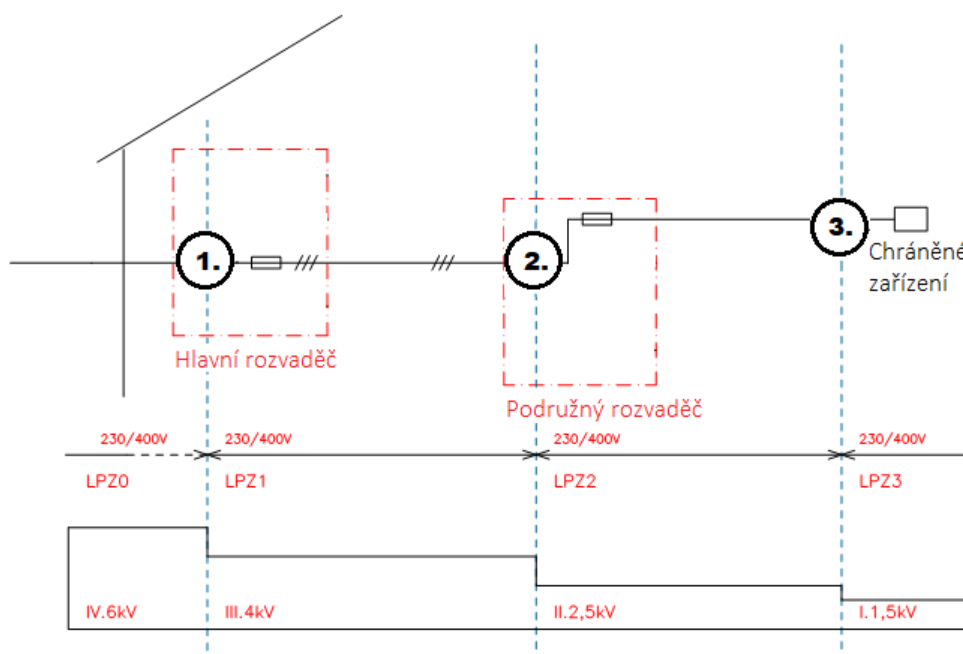 1.
2.
3.
Chráněné
zařízení
Hlavní rozvaděč
Podružný rozvaděč
230/400V 230/400V 230/400V 230/400V
LPZ0 LPZ1 LPZ2 LPZ3
IV.6kV III.4kV II.2,5kV I.1,5kV